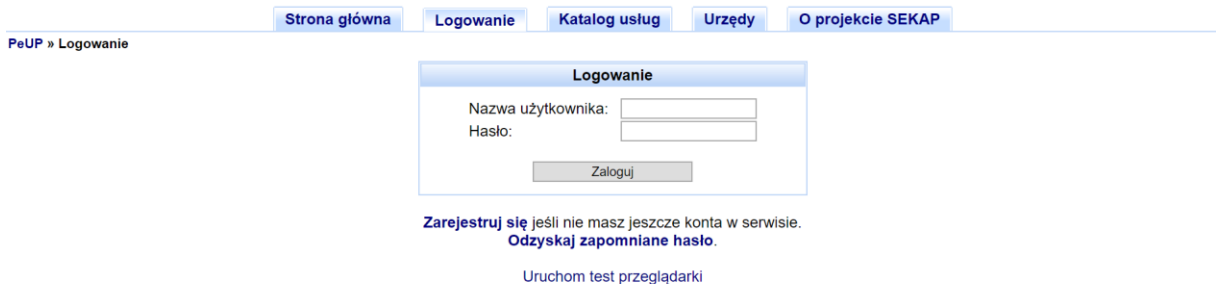 Strona główna Logowanie Katalog usług Urzędy O projekcie SEKAP
PeUP » Logowanie
Logowanie
Nazwa użytkownika:
Hasło:
Zaloguj
Zarejestruj się jeśli nie masz jeszcze konta w serwisie.
Odzyskaj zapomniane hasło.
Uruchom test przeglądarki